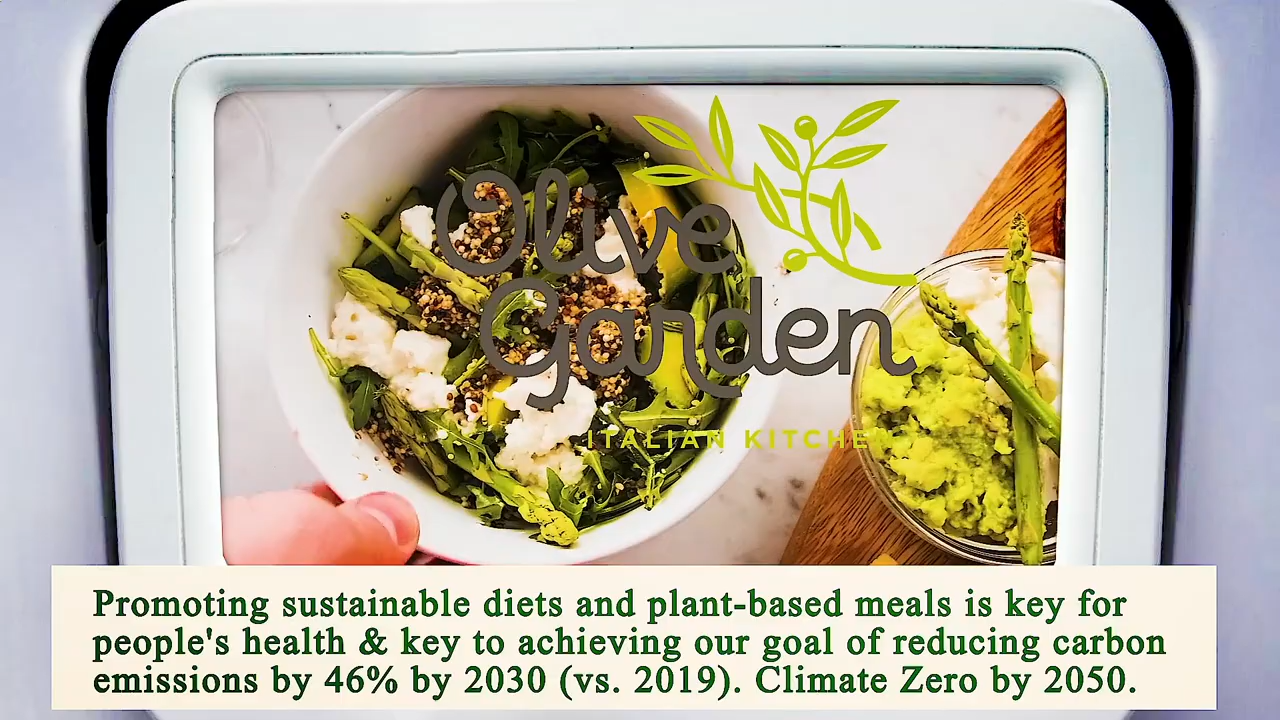 Olive
Garden
ITALIAN KITCHEN
Promoting sustainable diets and plant-based meals is key for
people's health & key to achieving our goal of reducing carbon
emissions by 46% by 2030 (vs. 2019). Climate Zero by 2050.